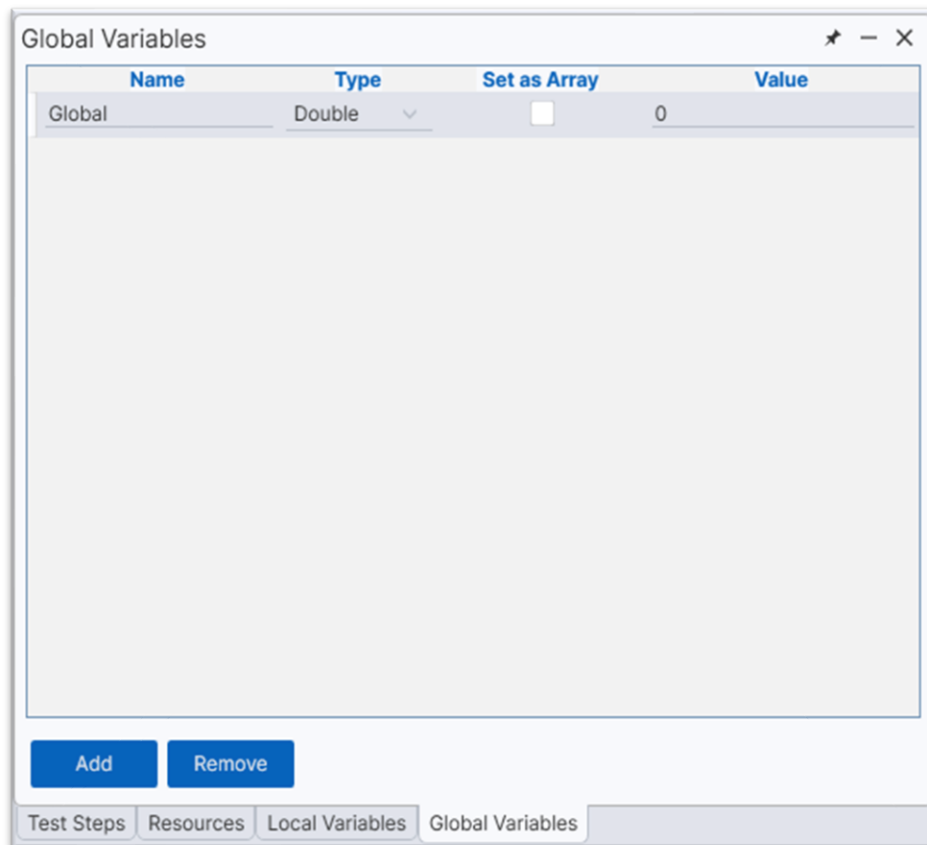 Global Variables
Name Type Set as Array Value
Global Double 0
Add Remove
Test Steps Resources Local Variables Global Variables